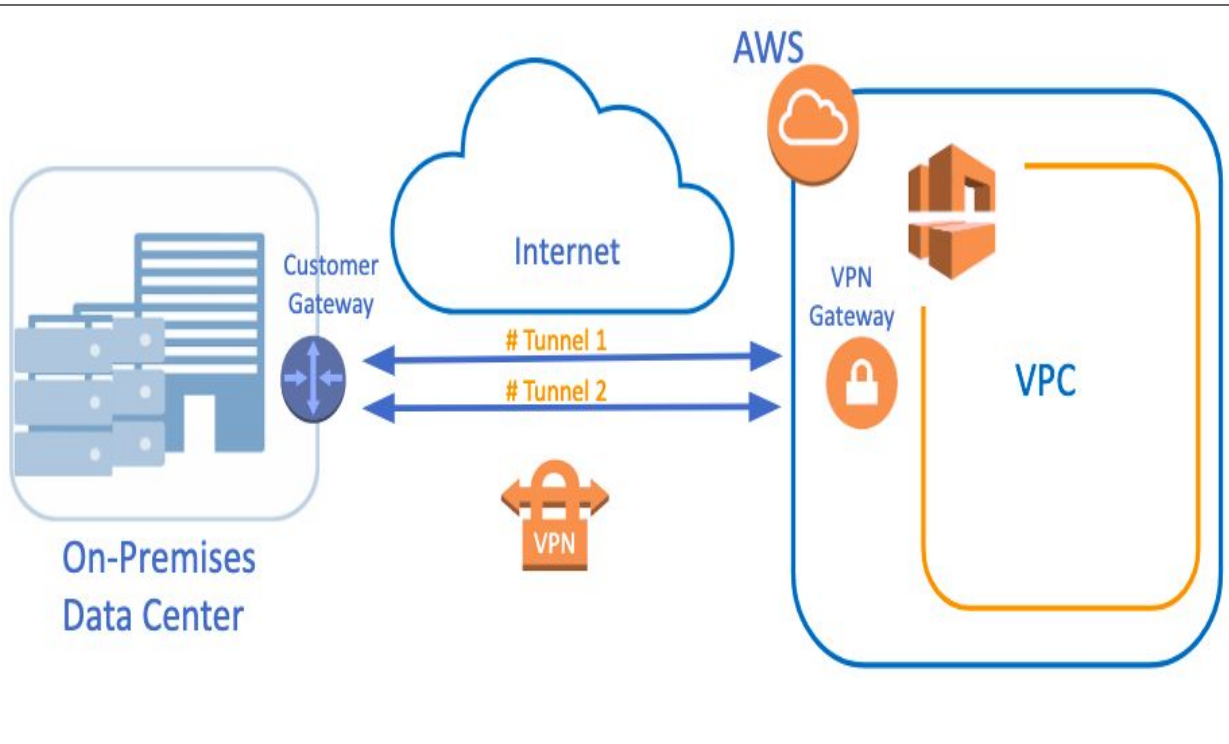 AWS
Internet
Customer
Gateway
VPN
Gateway
# Tunnel 1
# Tunnel 2
VPC
VPN
On-Premises
Data Center